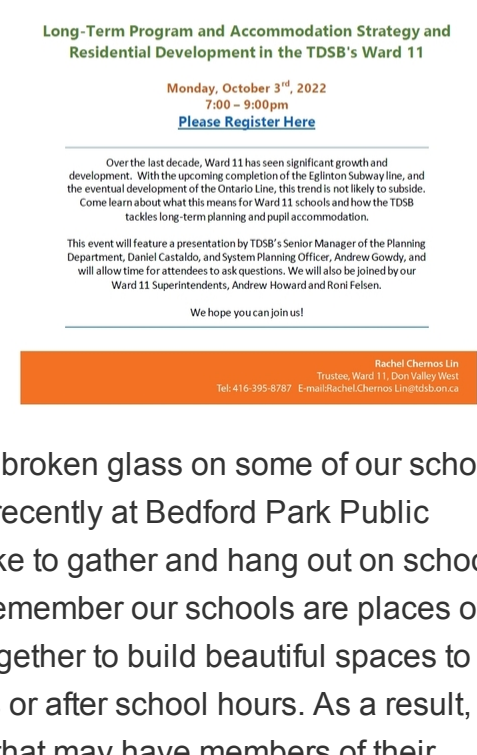 Long-Term Program and Accommodation Strategy and
Residential Development in the TDSB's Ward 11
Monday, October 3rd, 2022
7:00 – 9:00pm
Please Register Here
Over the last decade, Ward 11 has seen significant growth and
development. With the upcoming completion of the Eglinton Subway line, and
the eventual development of the Ontario Line, this trend is not likely to subside.
Come learn about what this means for Ward 11 schools and how the TDSB
tackles long-term planning and pupil accommodation.
This event will feature a presentation by TDSB's Senior Manager of the Planning
Department, Daniel Castaldo, and System Planning Officer, Andrew Gowdy, and
will allow time for attendees to ask questions. We will also be joined by our
Ward 11 Superintendents, Andrew Howard and Roni Felsen.
We hope you can join us!
Rachel Chernos Lin
Trustee, Ward 11, Don Valley West
Tel: 416-395-8787 E-mail:Rachel.Chernos Lin@tdsb.on.ca
broken glass on some of our scho
recently at Bedford Park Public
ke to gather and hang out on schoo
emember our schools are places o
gether to build beautiful spaces to
or after school hours. As a result,
that may have members of their